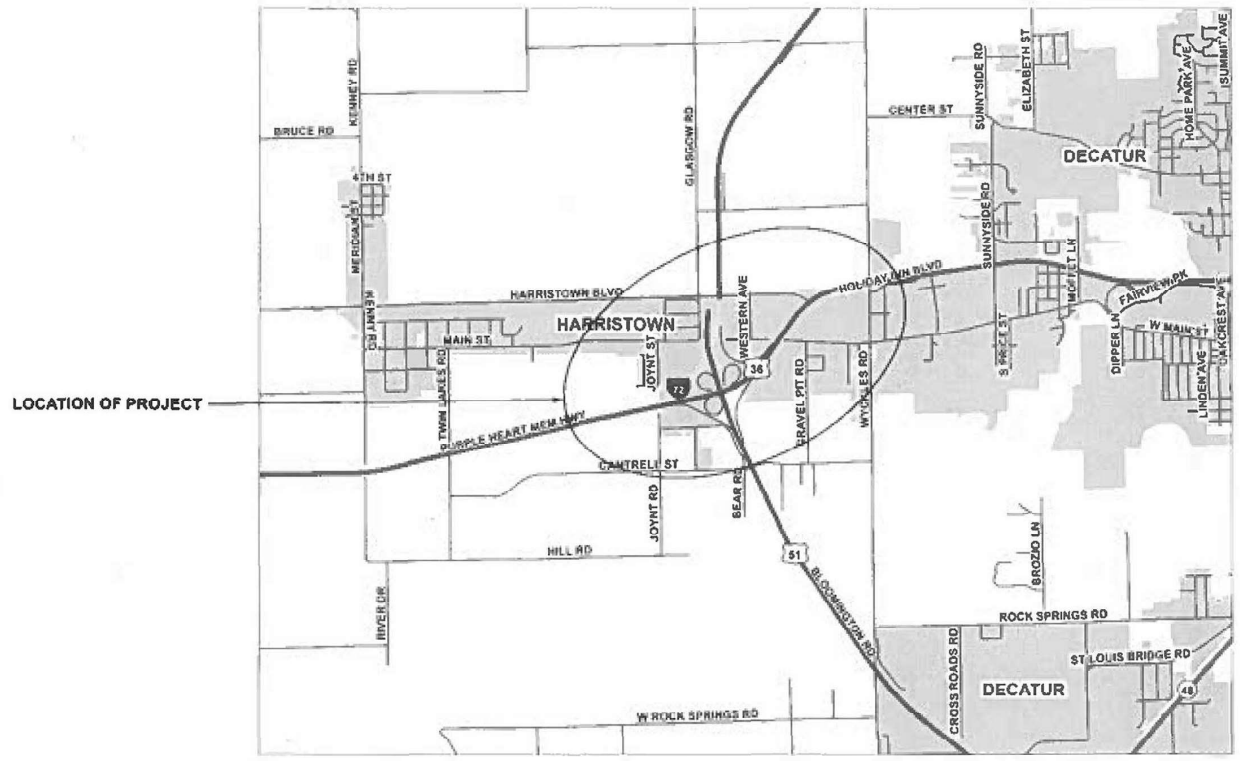 KENNEY RD
BRUCE RD
4TH ST
MERIDIAN ST
KENNY RD
GLASGOW RD
CENTER ST
SUNNYSIDE RD
ELIZABETH ST
HOME PARK AVE
SUMMIT AVE
DECATUR
SUNNYSIDE RD
MOFFET LN
HOLIDAY INN BLVD
FAIRVIEW PK
HARRISTOWN BLVD
HARRISTOWN
MAIN ST
WESTERN AVE
JOYNT ST
36
72
TWIN LAKES RD
GRAVEL PIT RD
WYCKLES RD
S PRICE ST
DIPPER LN
W MAIN ST
LINDEN AVE
OAKCREST AVE
LOCATION OF PROJECT
PURPLE HEART MEM HWY
CANTRELL ST
JOYNT RD
BEAR RD
HILL RD
51
BLOOMINGTON RD
BROZIO LN
RIVER DR
ROCK SPRINGS RD
CROSS ROADS RD
ST LOUIS BRIDGE RD
DECATUR
48
W ROCK SPRINGS RD